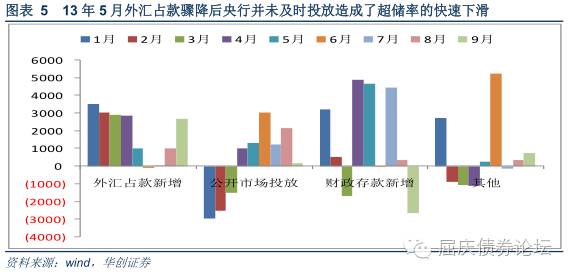 图表 5 13年5月外汇占款骤降后央行并未及时投放造成了超储率的快速下滑
1月 2月 3月 4月 5月 6月 7月 8月 9月
6000
5000
4000
3000
2000
1000
0
(1000)
(2000)
(3000)
(4000)
外汇占款新增 公开市场投放 财政存款新增 其他
屈庆债券论坛
资料来源：wind，华创证券